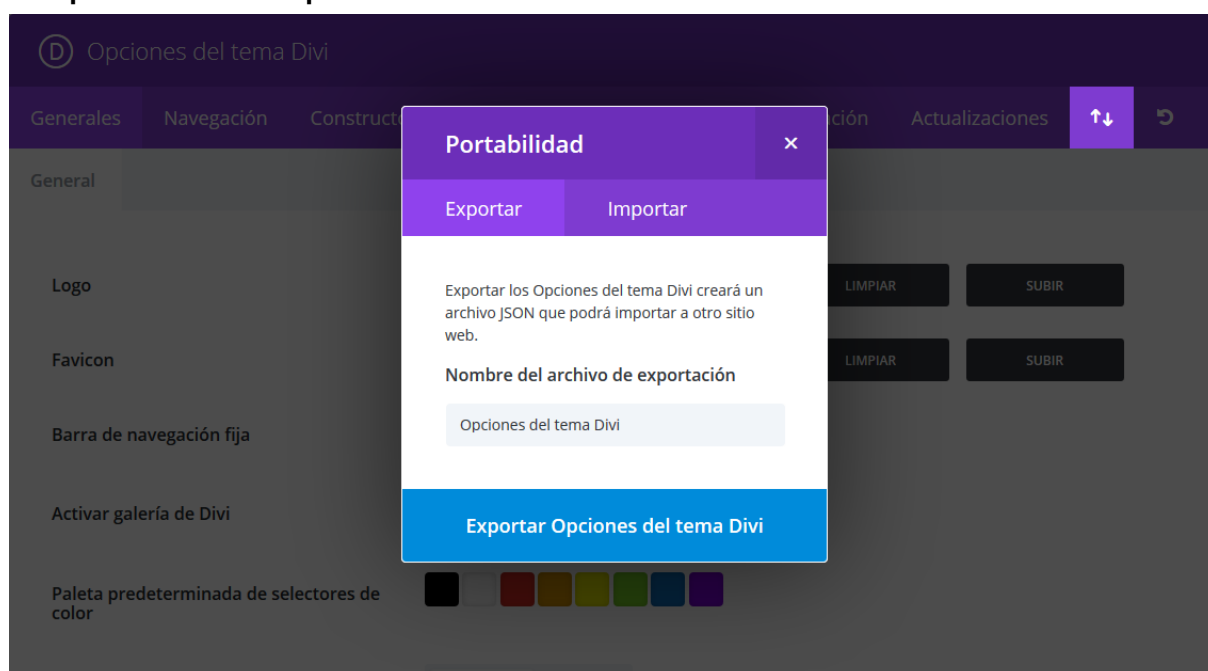 Opciones del tema Divi
Generales Navegación Actualizaciones
General
Portabilidad
Exportar Importar
Exportar los Opciones del tema Divi creará un
archivo JSON que podrá importar a otro sitio
web.
Nombre del archivo de exportación
Opciones del tema Divi
Exportar Opciones del tema Divi
Logo LIMPIAR SUBIR
Favicon LIMPIAR SUBIR
Barra de navegación fija
Activar galería de Divi
Paleta predeterminada de selectores de
color